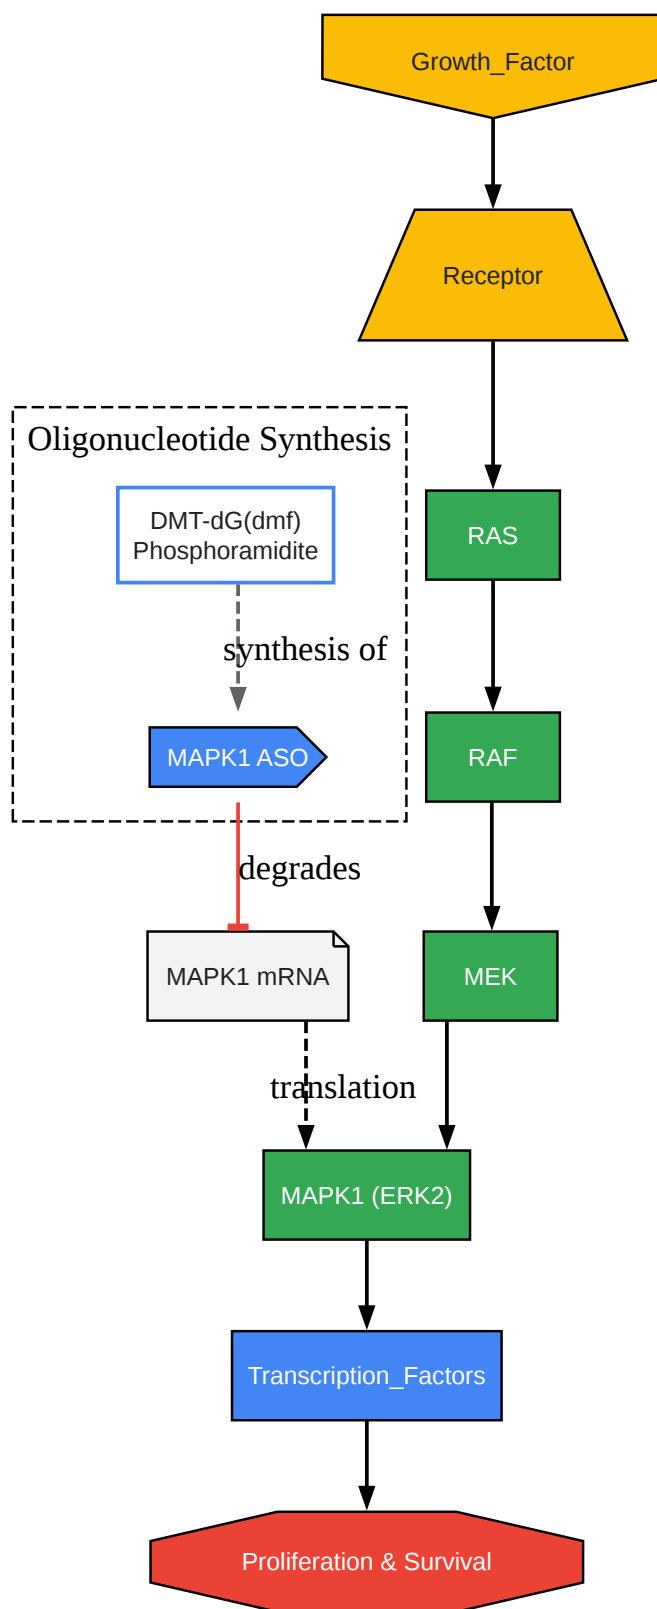 Growth_Factor
Receptor
Oligonucleotide Synthesis
DMT-dG(dmf)
Phosphoramidite
RAS
synthesis of
MAPK1 ASO
RAF
degrades
MAPK1 mRNA
MEK
translation
MAPK1 (ERK2)
Transcription_Factors
Proliferation & Survival